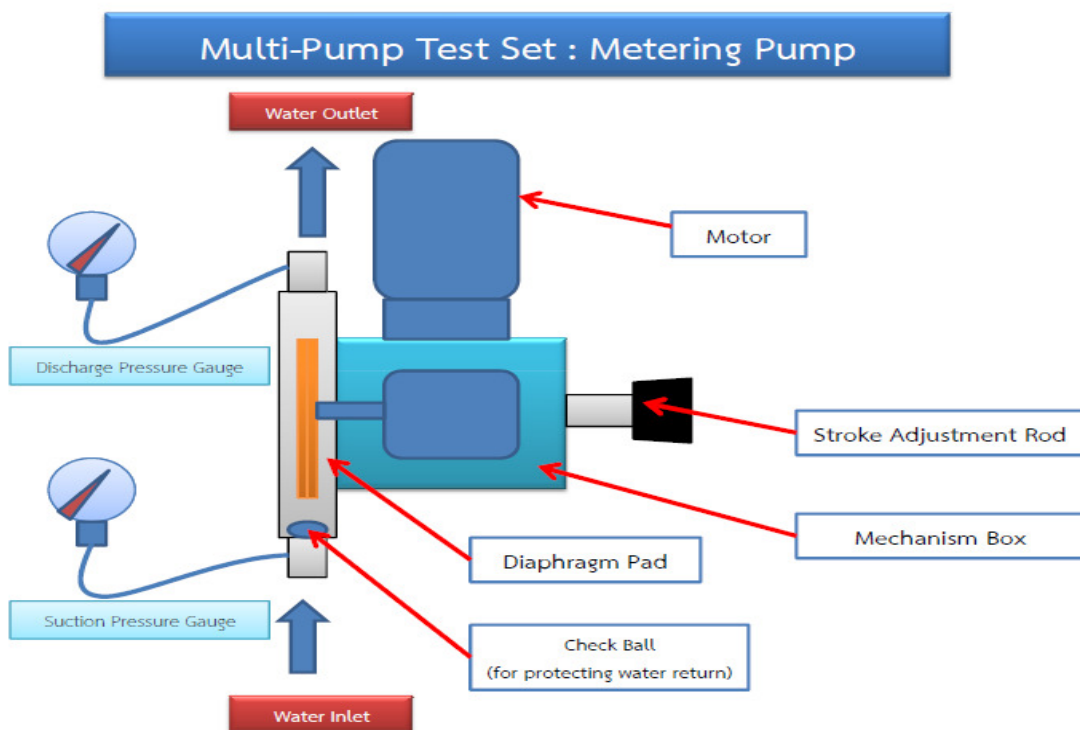 Multi-Pump Test Set : Metering Pump
Water Outlet
Motor
Discharge Pressure Gauge
Stroke Adjustment Rod
Mechanism Box
Diaphragm Pad
Suction Pressure Gauge
Check Ball
(for protecting water return)
Water Inlet